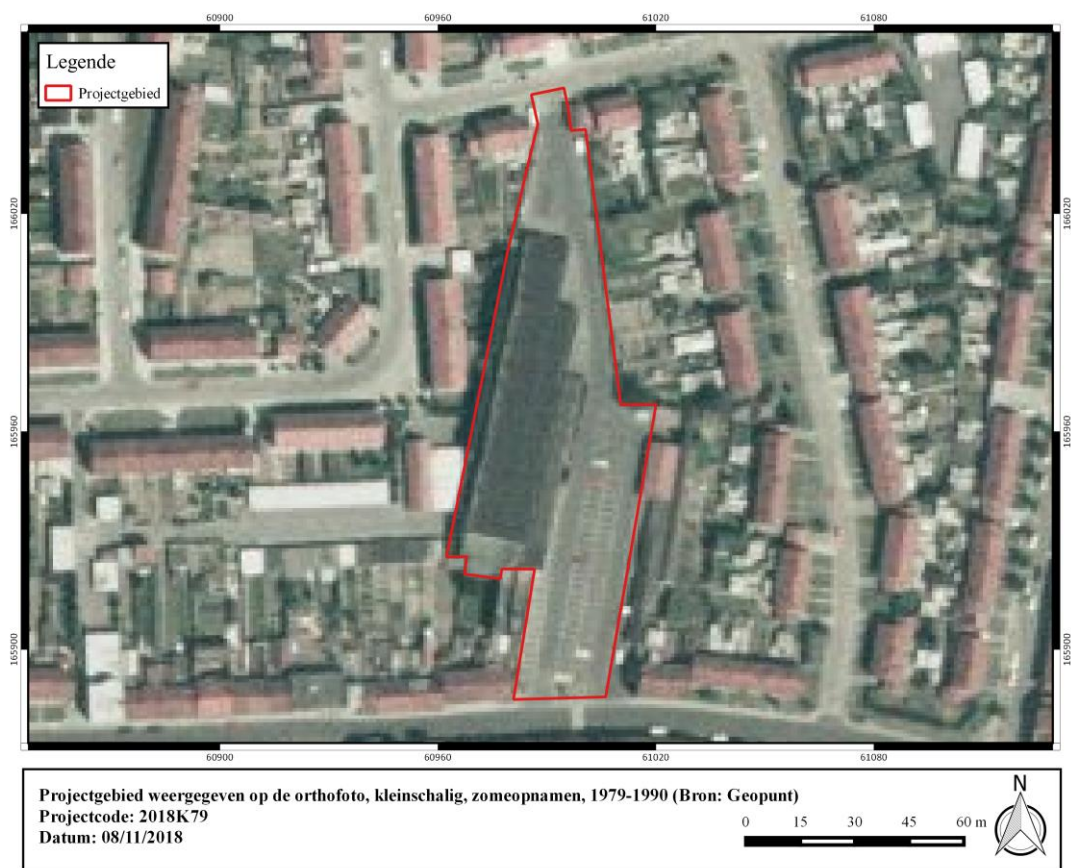 60900 60960 61020 61080
Legende
Projectgebied
166020 166020
165960 165960
165900 165900
60900 60960 61020 61080
Projectgebied weergegeven op de orthofoto, kleinschalig, zomeopnamen, 1979-1990 (Bron: Geopunt)
Projectcode: 2018K79
Datum: 08/11/2018
0 15 30 45 60 m
N